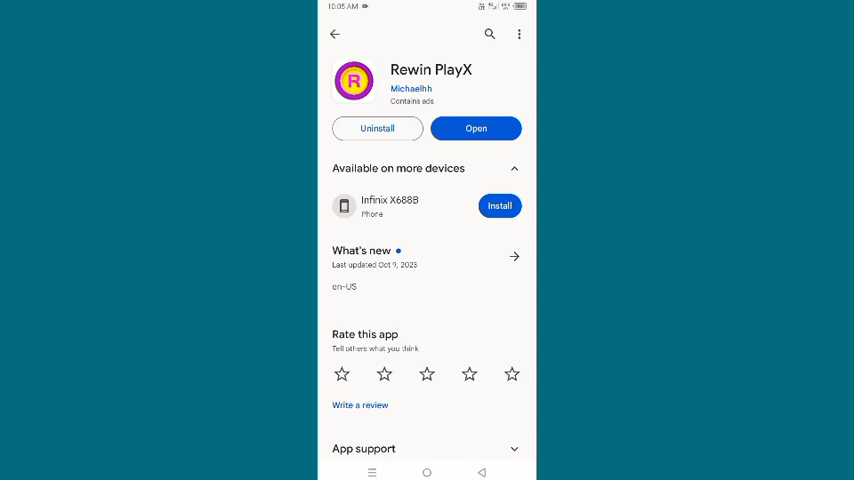 10:05 AM
Rewin PlayX
R
Michaelhh
Contains ads
Uninstall
Open
Available on more devices
Infinix X688B
Phone
Install
What's new
Last updated Oct 9, 2023
en-US
Rate this app
Tell others what you think
Write a review
App support